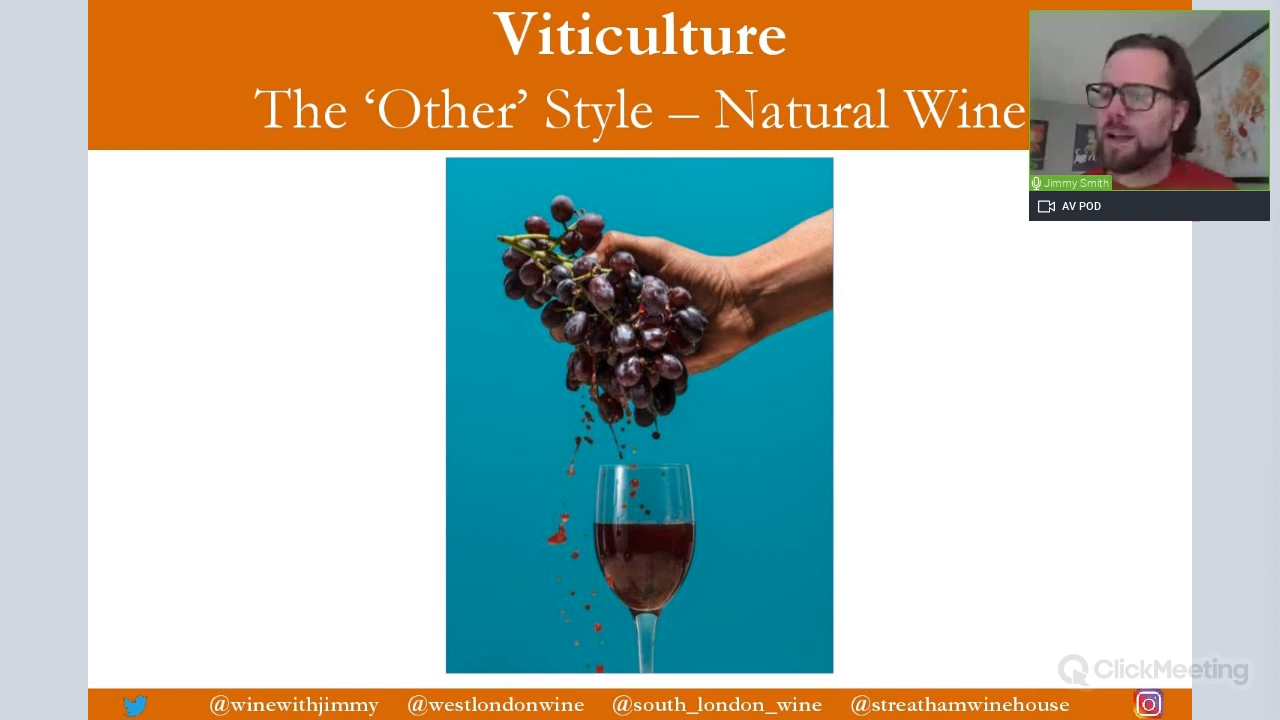 Viticulture
The ‘Other’ Style – Natural Wine
Jimmy Smith
AV POD
ClickMeeting
@winewithjimmy @westlondonwine @south_london_wine @streathamwinehouse